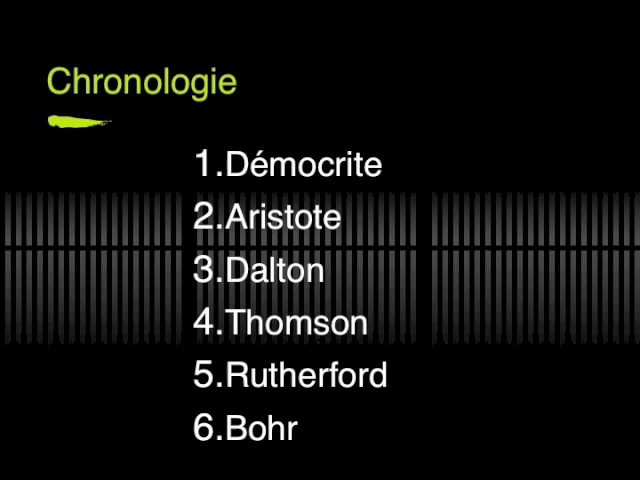 Chronologie
1.Démocrite
2.Aristote
3.Dalton
4.Thomson
5.Rutherford
6.Bohr